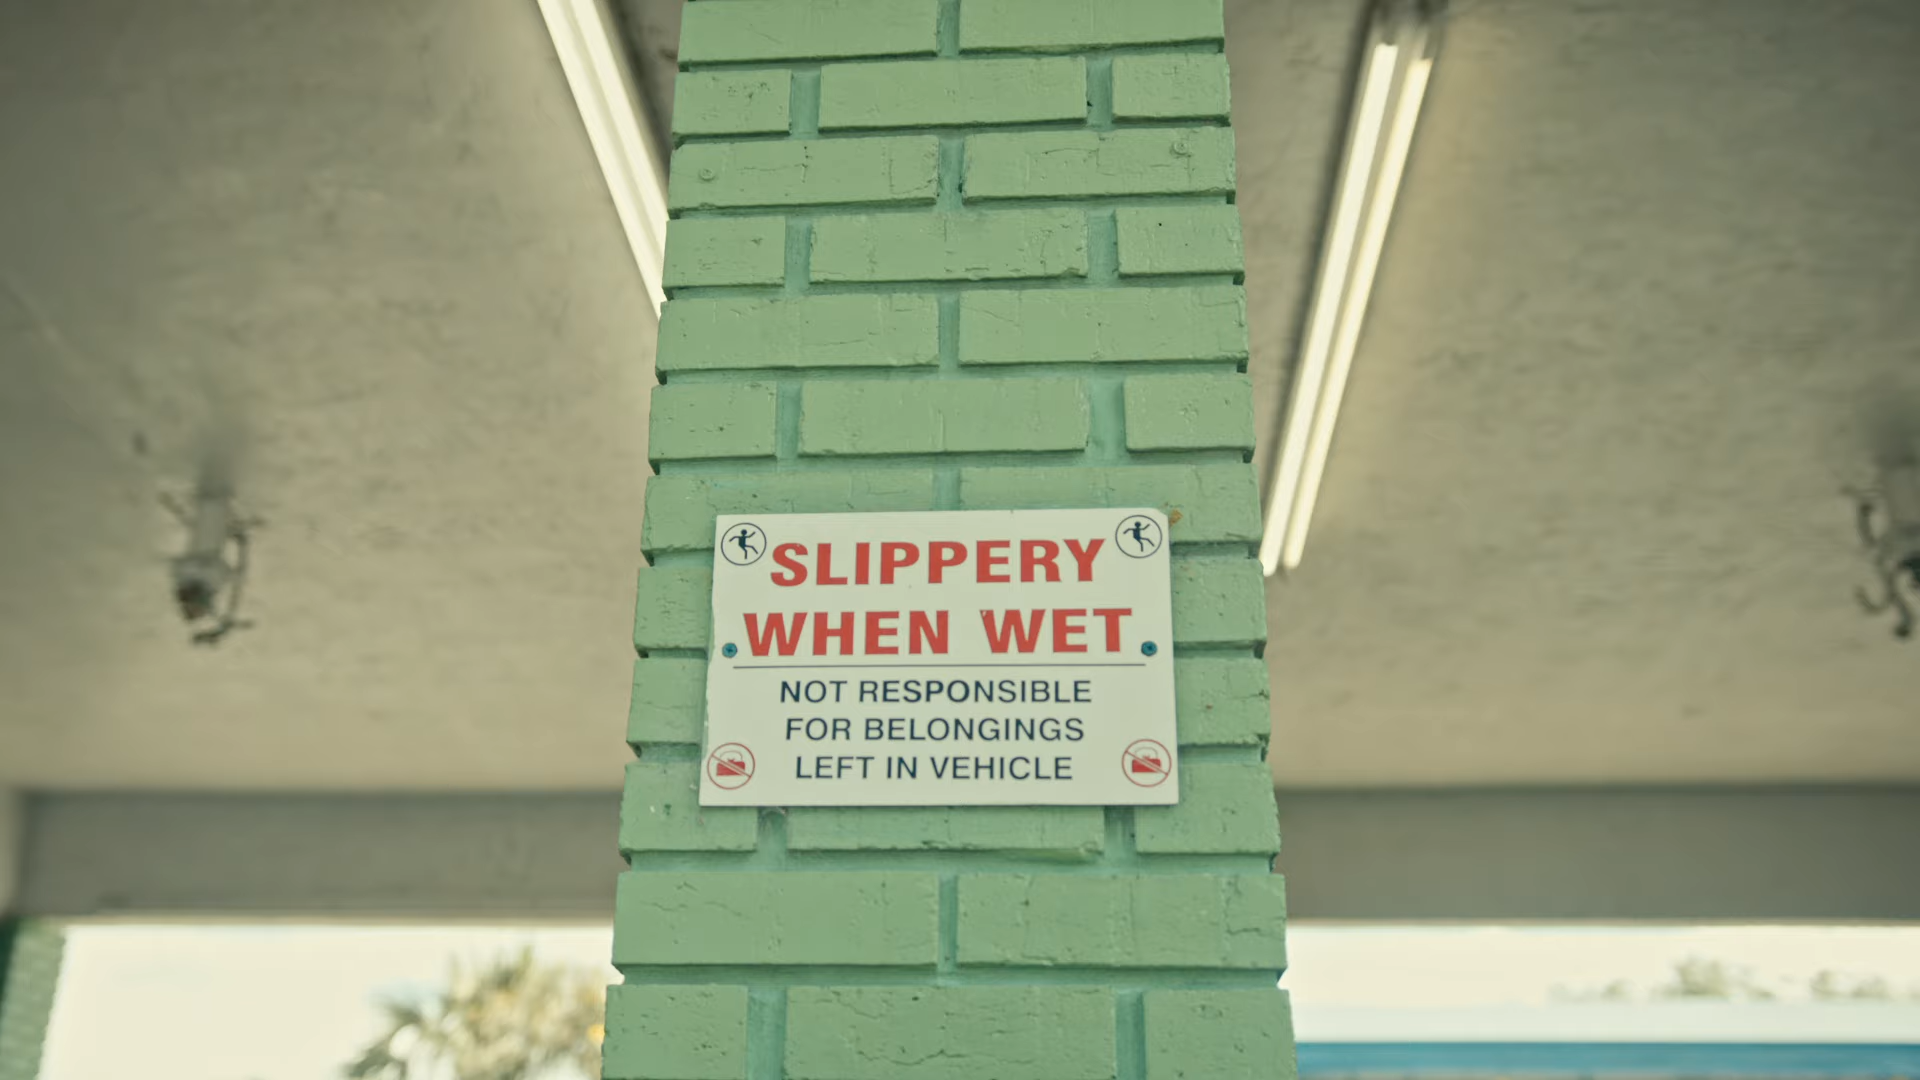 SLIPPERY
WHEN WET
NOT RESPONSIBLE
FOR BELONGINGS
LEFT IN VEHICLE